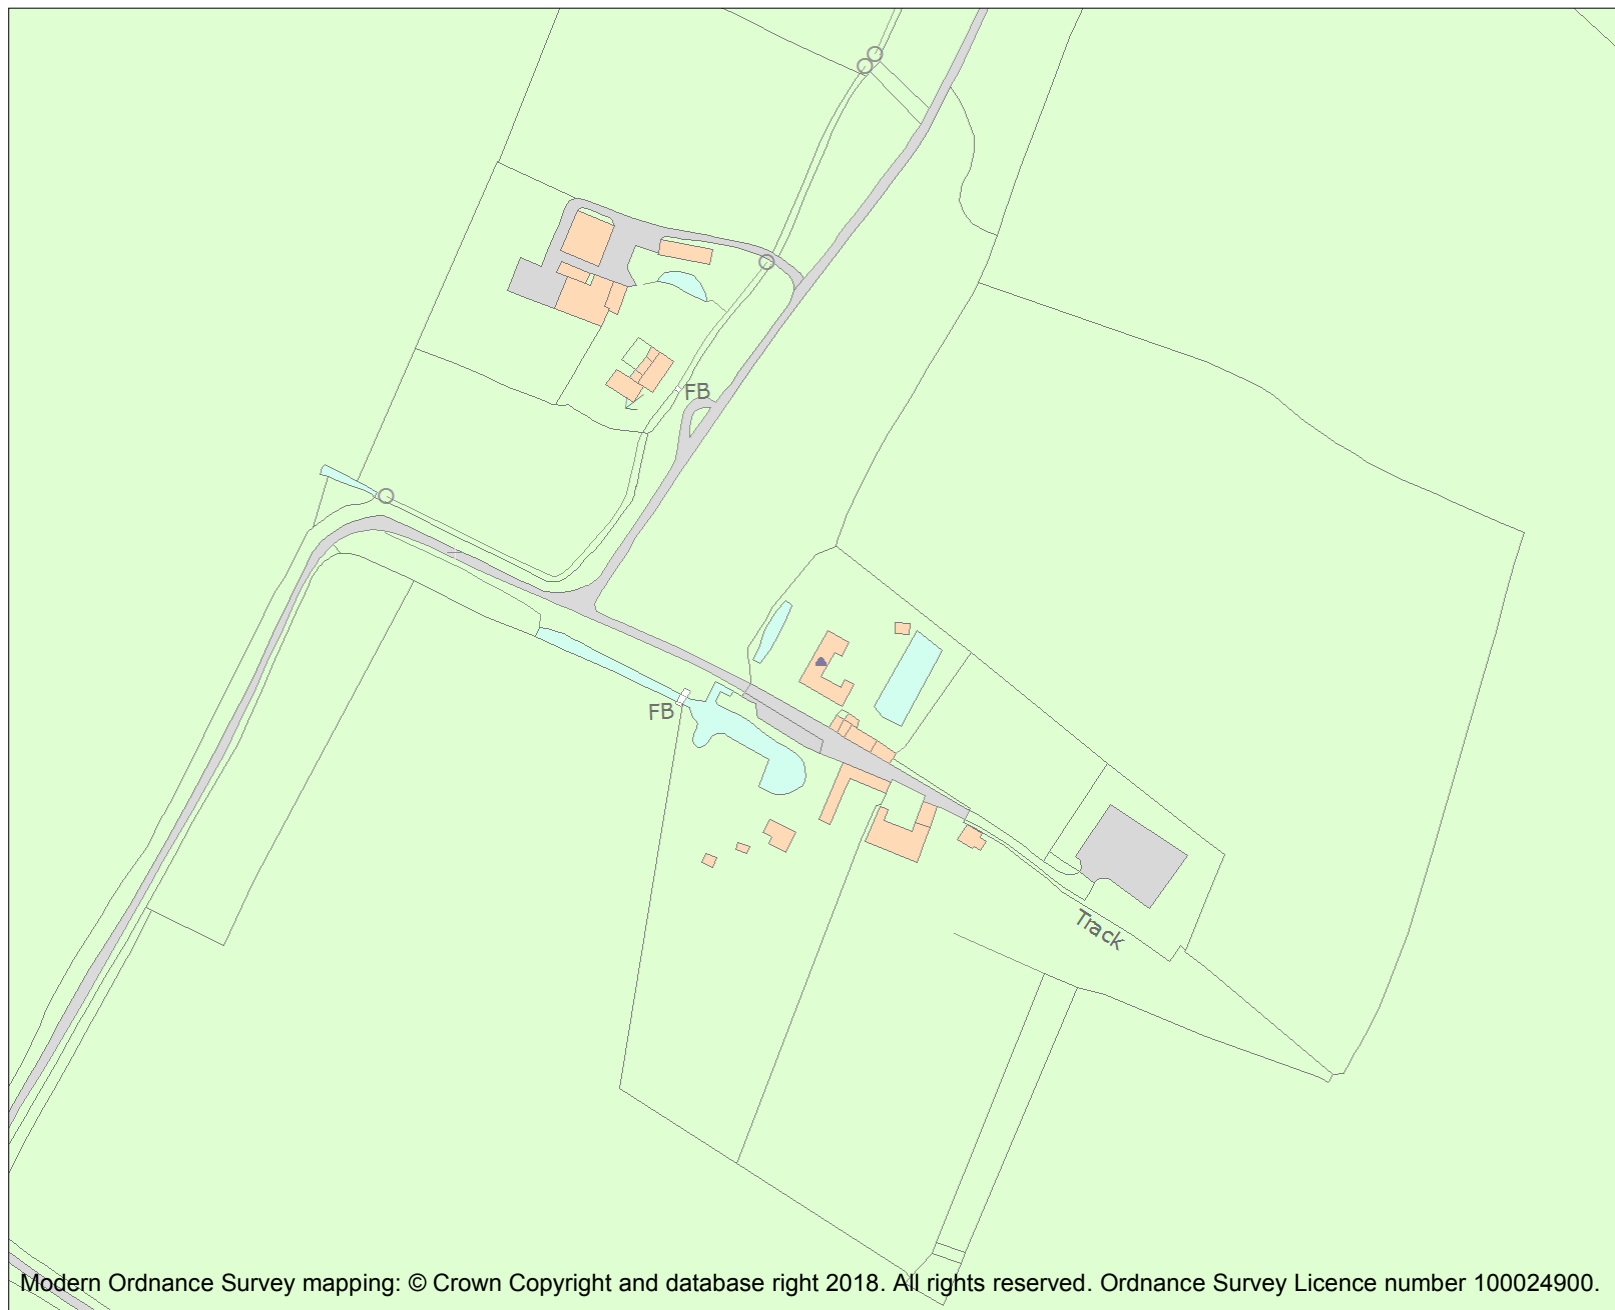 FB
FB
Track
Modern Ordnance Survey mapping: © Crown Copyright and database right 2018. All rights reserved. Ordnance Survey Licence number 100024900.